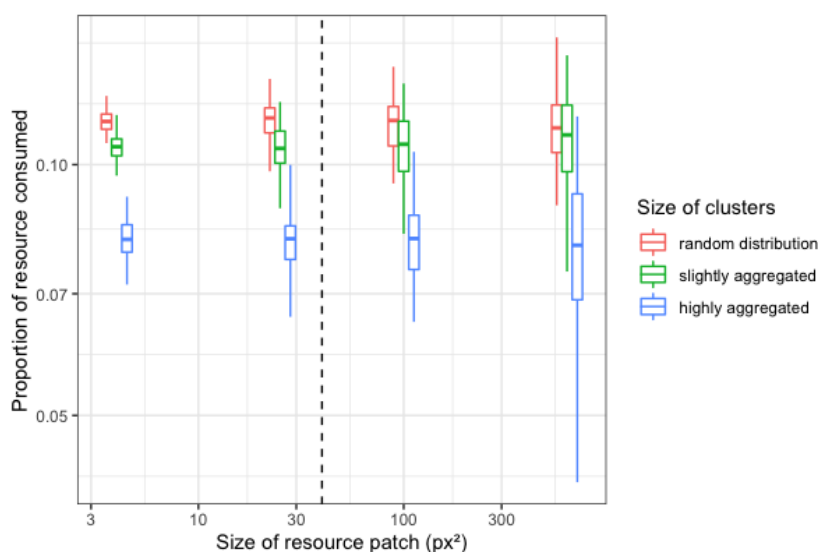 Proportion of resource consumed
0.10
0.07
0.05
3
10
30
100
300
Size of resource patch (px²)
Size of clusters
random distribution
slightly aggregated
highly aggregated